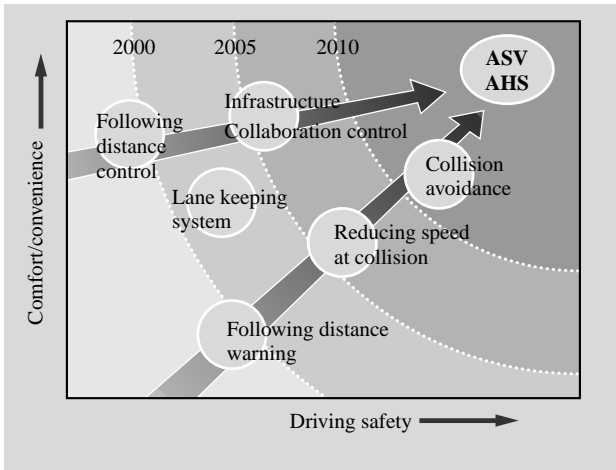 2000
2005
2010
ASV
AHS
Infrastructure
Collaboration control
Following
distance
control
Collision
avoidance
Lane keeping
system
Reducing speed
at collision
Following distance
warning
Comfort/convenience
Driving safety